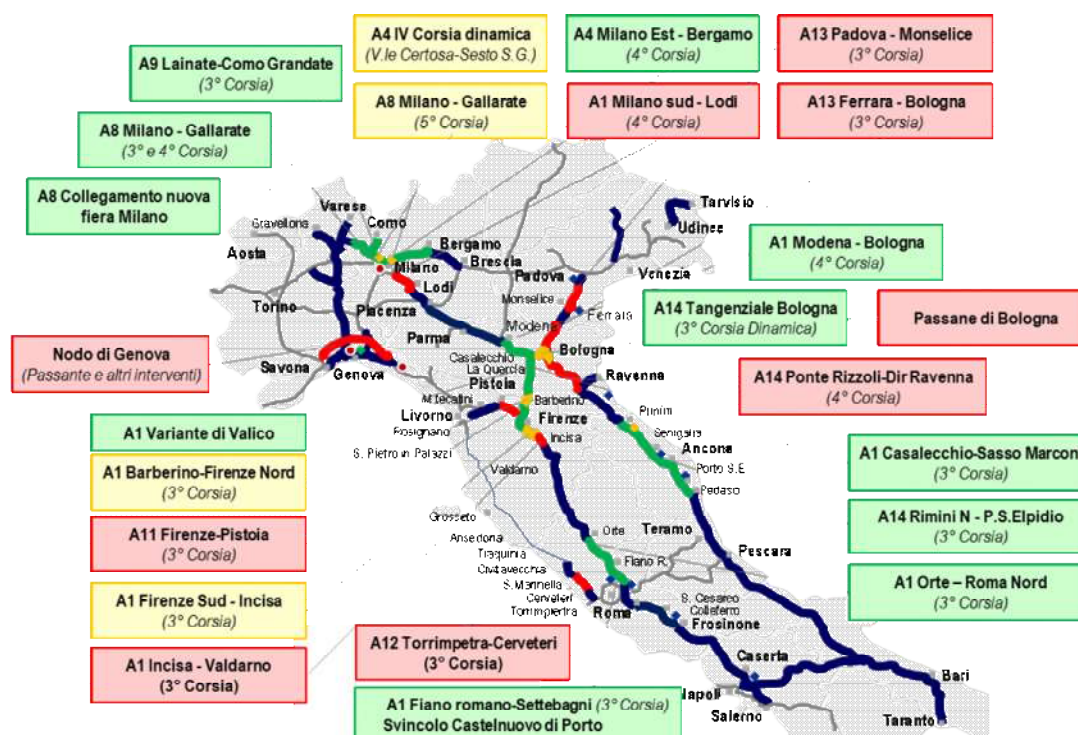 A4 IV Corsia dinamica
(V.le Certosa-Sesto S.G.)
A4 Milano Est - Bergamo
(4° Corsia)
A13 Padova - Monselice
(3° Corsia)
A9 Lainate-Como Grandate
(3° Corsia)
A8 Milano - Gallarate
(5° Corsia)
A1 Milano sud - Lodi
(4° Corsia)
A13 Ferrara - Bologna
(3° Corsia)
A8 Milano - Gallarate
(3° e 4° Corsia)
A8 Collegamento nuova
fiera Milano
Varese
Como
Gravellona
Aosta
Bergamo
Brescia
Milano
Lodi
Torino
Piacenza
Parma
Modena
Padova
Monselice
Ferrara
Venezia
Udinee
Tarvisio
A1 Modena - Bologna
(4° Corsia)
A14 Tangenziale Bologna
(3° Corsia Dinamica)
Passane di Bologna
Nodo di Genova
(Passante e altri interventi)
Savona
Genova
Casalecchio
La Quercia
Bologna
Ravenna
Pistoia
M.tecatini
Barberino
Livorno
Firenze
Rosignano
Incisa
S. Pietro in Palazzi
Valdarno
Senigalia
Ancona
Porto S.E
Pedaso
A14 Ponte Rizzoli-Dir Ravenna
(4° Corsia)
A1 Variante di Valico
A1 Barberino-Firenze Nord
(3° Corsia)
A11 Firenze-Pistoia
(3° Corsia)
A1 Firenze Sud - Incisa
(3° Corsia)
A1 Incisa - Valdarno
(3° Corsia)
A1 Casalecchio-Sasso Marcon
(3° Corsia)
A14 Rimini N - P.S.Elpidio
(3° Corsia)
A1 Orte – Roma Nord
(3° Corsia)
Grosseto
Ansedonia
Civitavecchia
S. Marinella
Cerveteri
Torrimpietra
Orte
Fiano R.
Teramo
Pescara
Roma
S. Cesareo
Colleferro
Frosinone
Caserta
Napoli
Salerno
Bari
Taranto
A12 Torrimpetra-Cerveteri
(3° Corsia)
A1 Fiano romano-Settebagni (3° Corsia)
Svincolo Castelnuovo di Porto